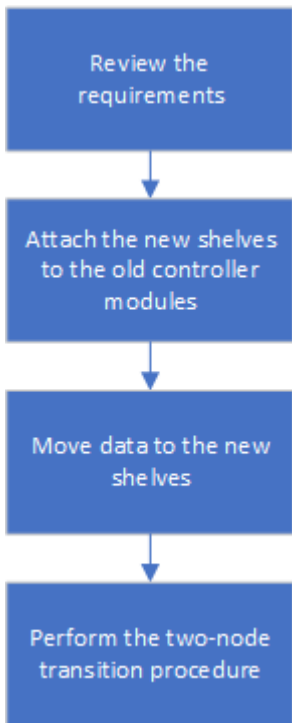 Review the
requirements
Attach the new shelves
to the old controller
modules
Move data to the new
shelves
Perform the two-node
transition procedure